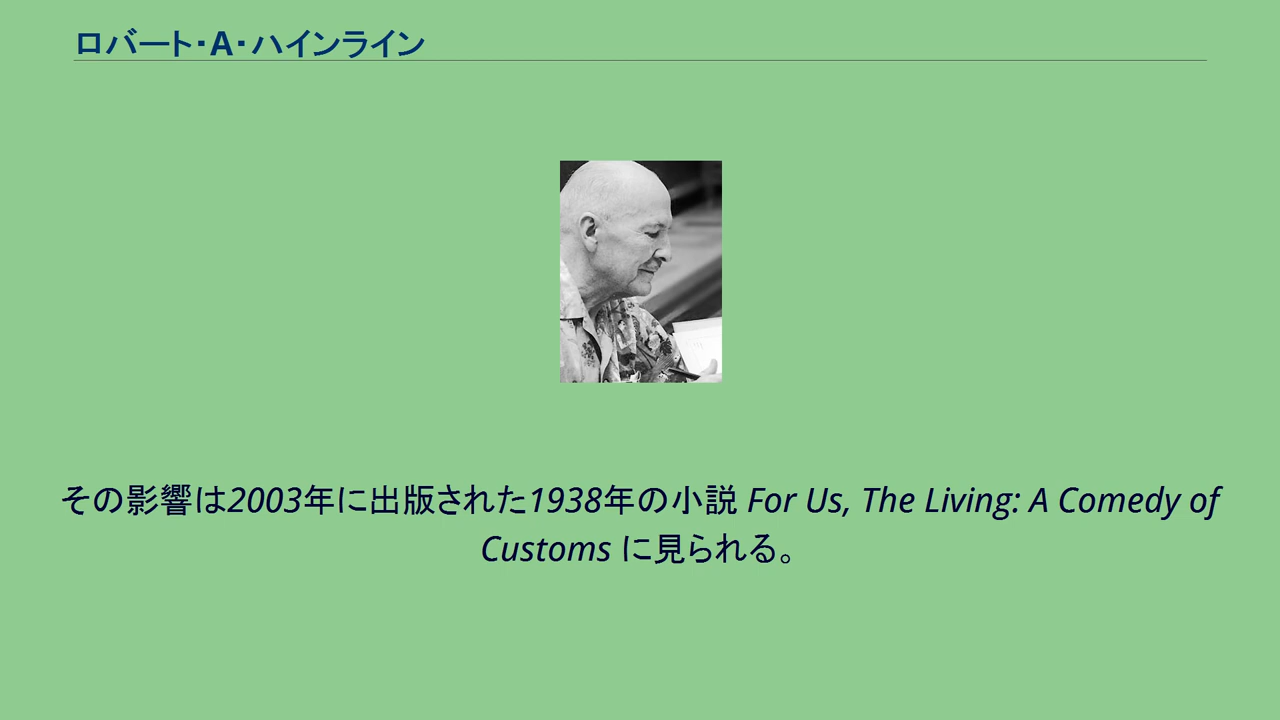 ロバート・A・ハインライン
その影響は2003年に出版された1938年の小説 For Us, The Living: A Comedy of
Customs に見られる。